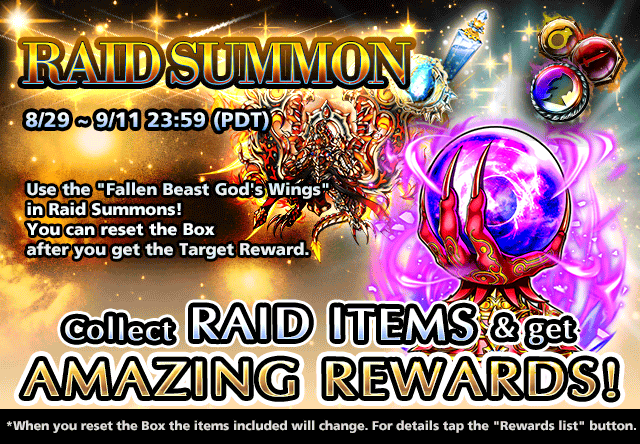 RAID SUMMON
8/29 ~ 9/11 23:59 (PDT)
Use the "Fallen Beast God's Wings"
in Raid Summons!
You can reset the Box
after you get the Target Reward.
Collect RAID ITEMS & get
AMAZING REWARDS!
*When you reset the Box the items included will change. For details tap the "Rewards list" button.